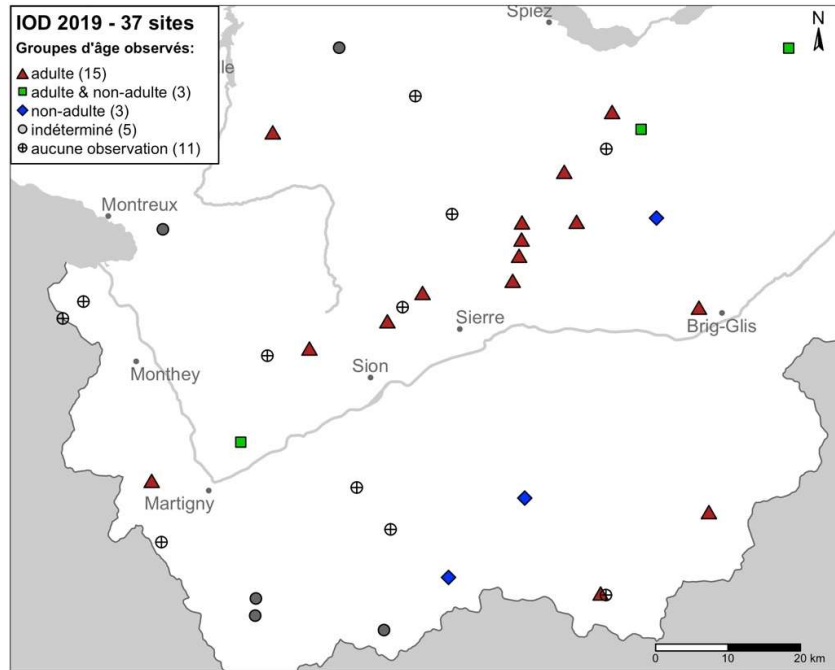 IOD 2019 - 37 sites
Groupes d'âge observés:
adulte (15)
adulte & non-adulte (3)
non-adulte (3)
indéterminé (5)
aucune observation (11)
Spiez
N
lle
Montreux
Sierre
Brig-Glis
Monthey
Sion
Martigny
0 10 20 km